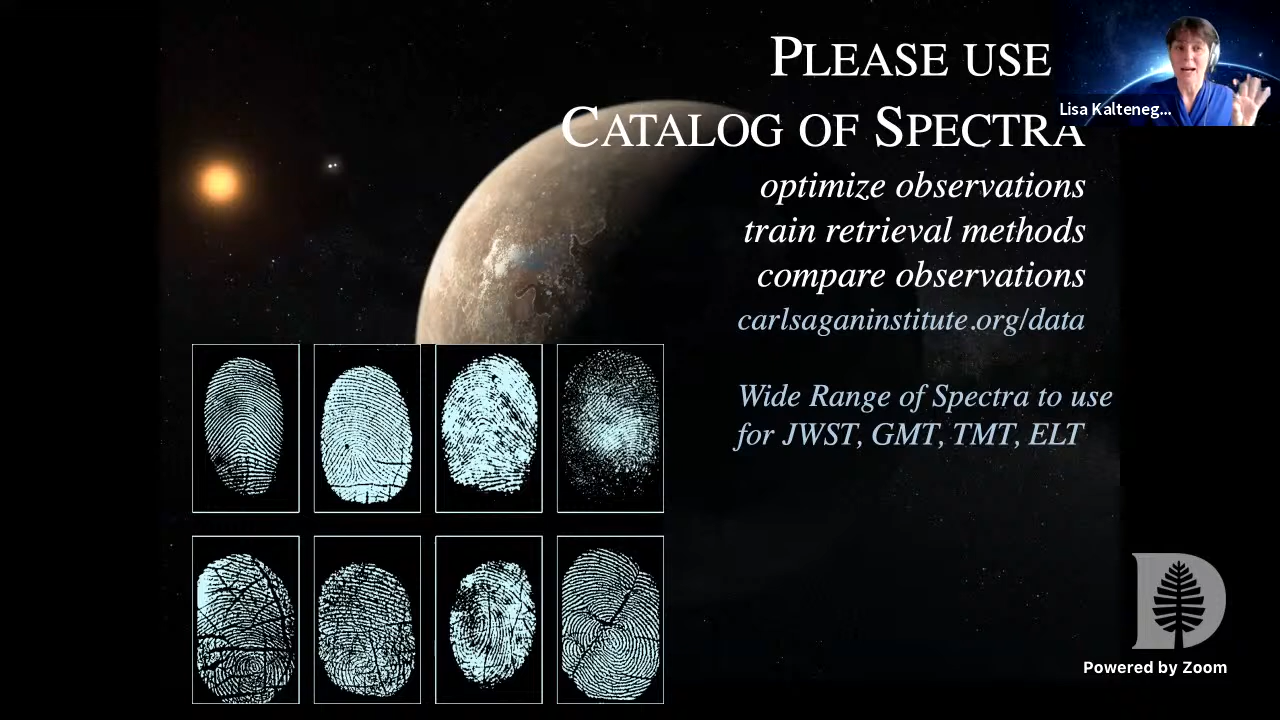 PLEASE USE
CATALOG OF SPECTRA
optimize observations
train retrieval methods
compare observations
carlsaganinstitute.org/data
Wide Range of Spectra to use
for JWST, GMT, TMT, ELT
Lisa Kalteneg...
D
Powered by Zoom